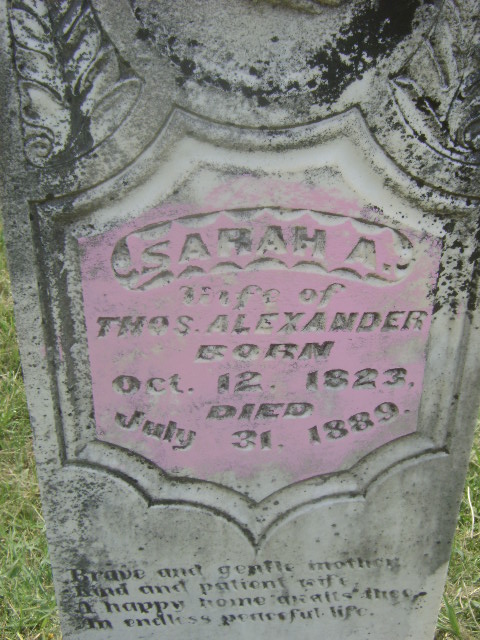 SARAH A.
Wife of
THOS. ALEXANDER
BORN
Oct. 12. 1823.
DIED
July 31. 1889.
Brave and gentle mother
Kind and patient wife
A happy home awaits thee
An endless peaceful life.